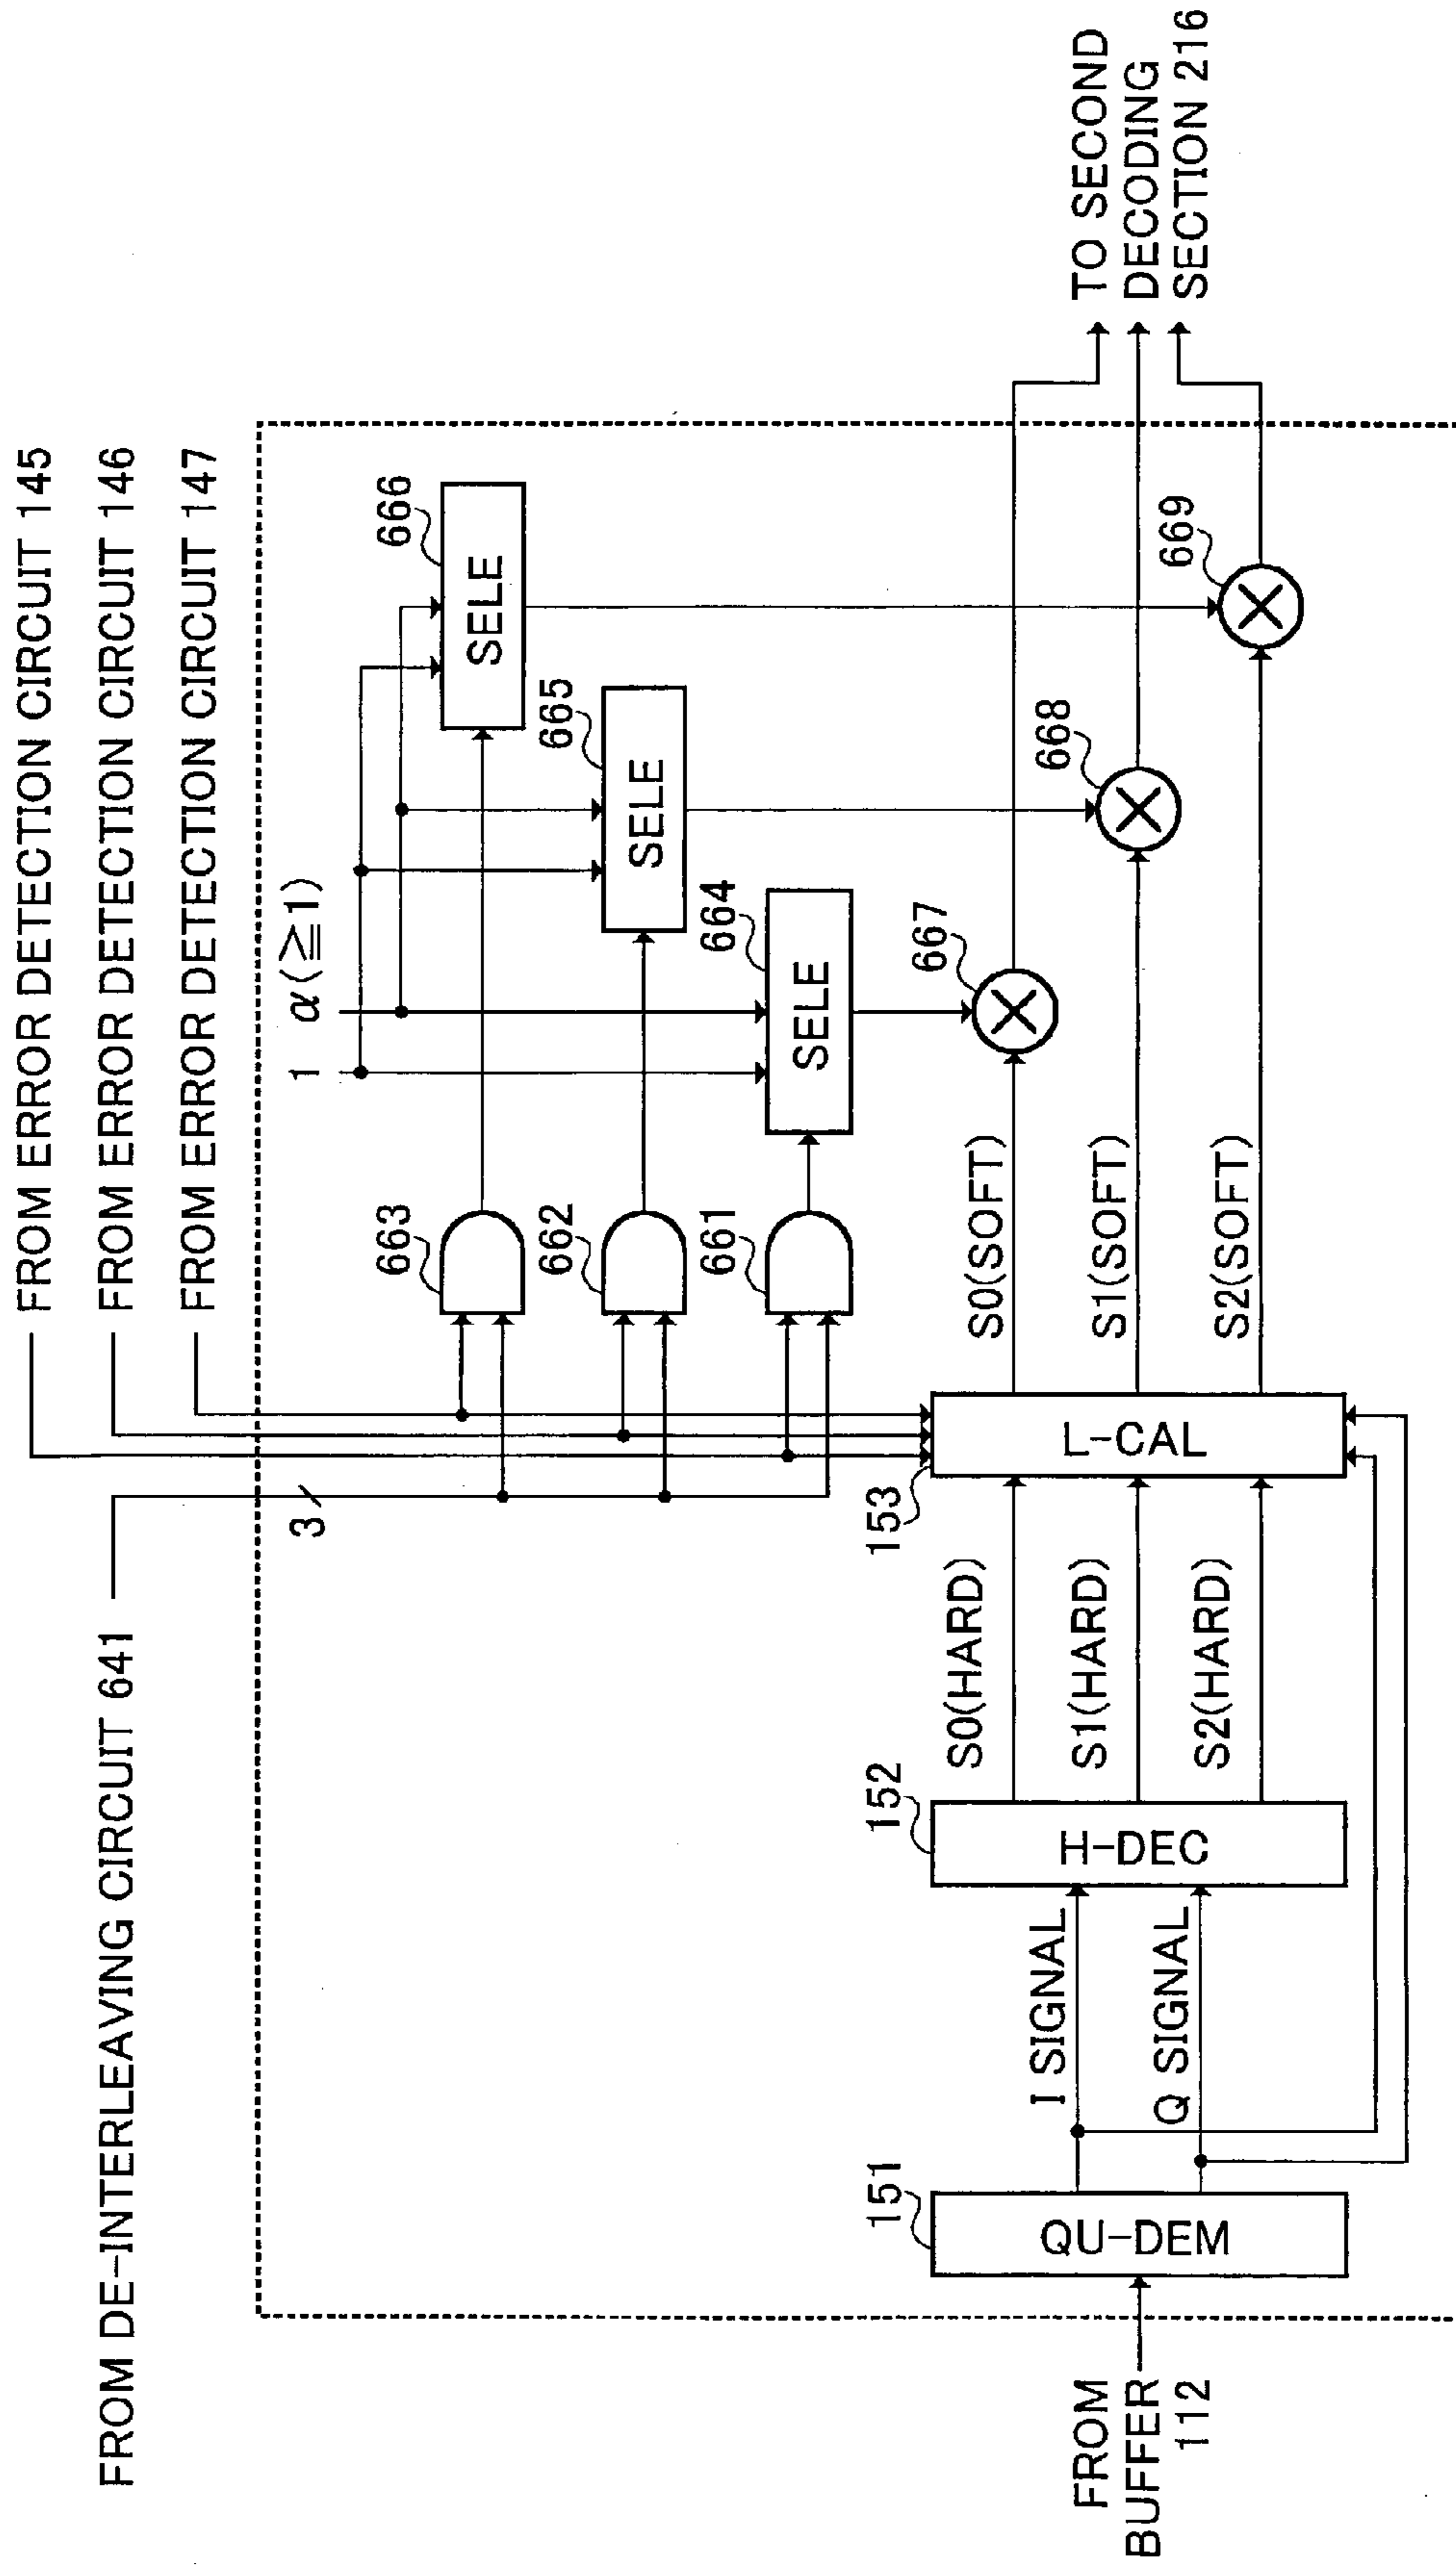 FROM ERROR DETECTION CIRCUIT 145
FROM ERROR DETECTION CIRCUIT 146
FROM ERROR DETECTION CIRCUIT 147
FROM DE-INTERLEAVING CIRCUIT 641
3
1
α(≧1)
663
666
SELE
662
665
SELE
661
664
SELE
667
668
669
FROM
BUFFER
112
151
QU-DEM
I SIGNAL
Q SIGNAL
152
H-DEC
S0(HARD)
S1(HARD)
S2(HARD)
153
L-CAL
S0(SOFT)
S1(SOFT)
S2(SOFT)
TO SECOND
DECODING
SECTION 216